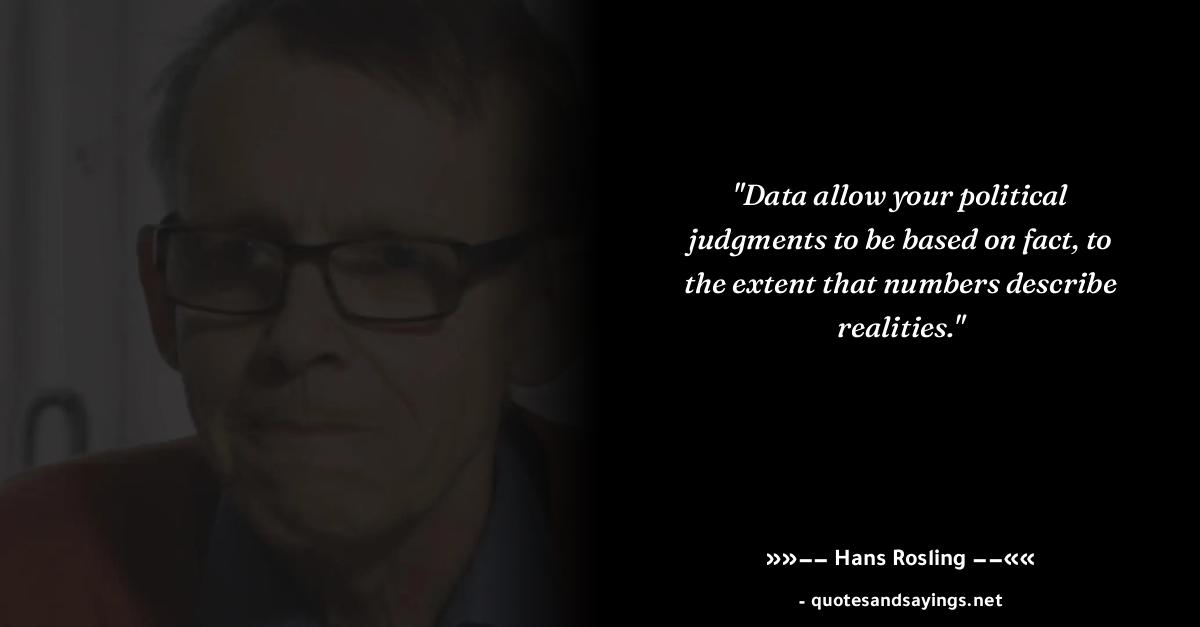 "Data allow your political
judgments to be based on fact, to
the extent that numbers describe
realities."
»»−− Hans Rosling −−««
- quotesandsayings.net